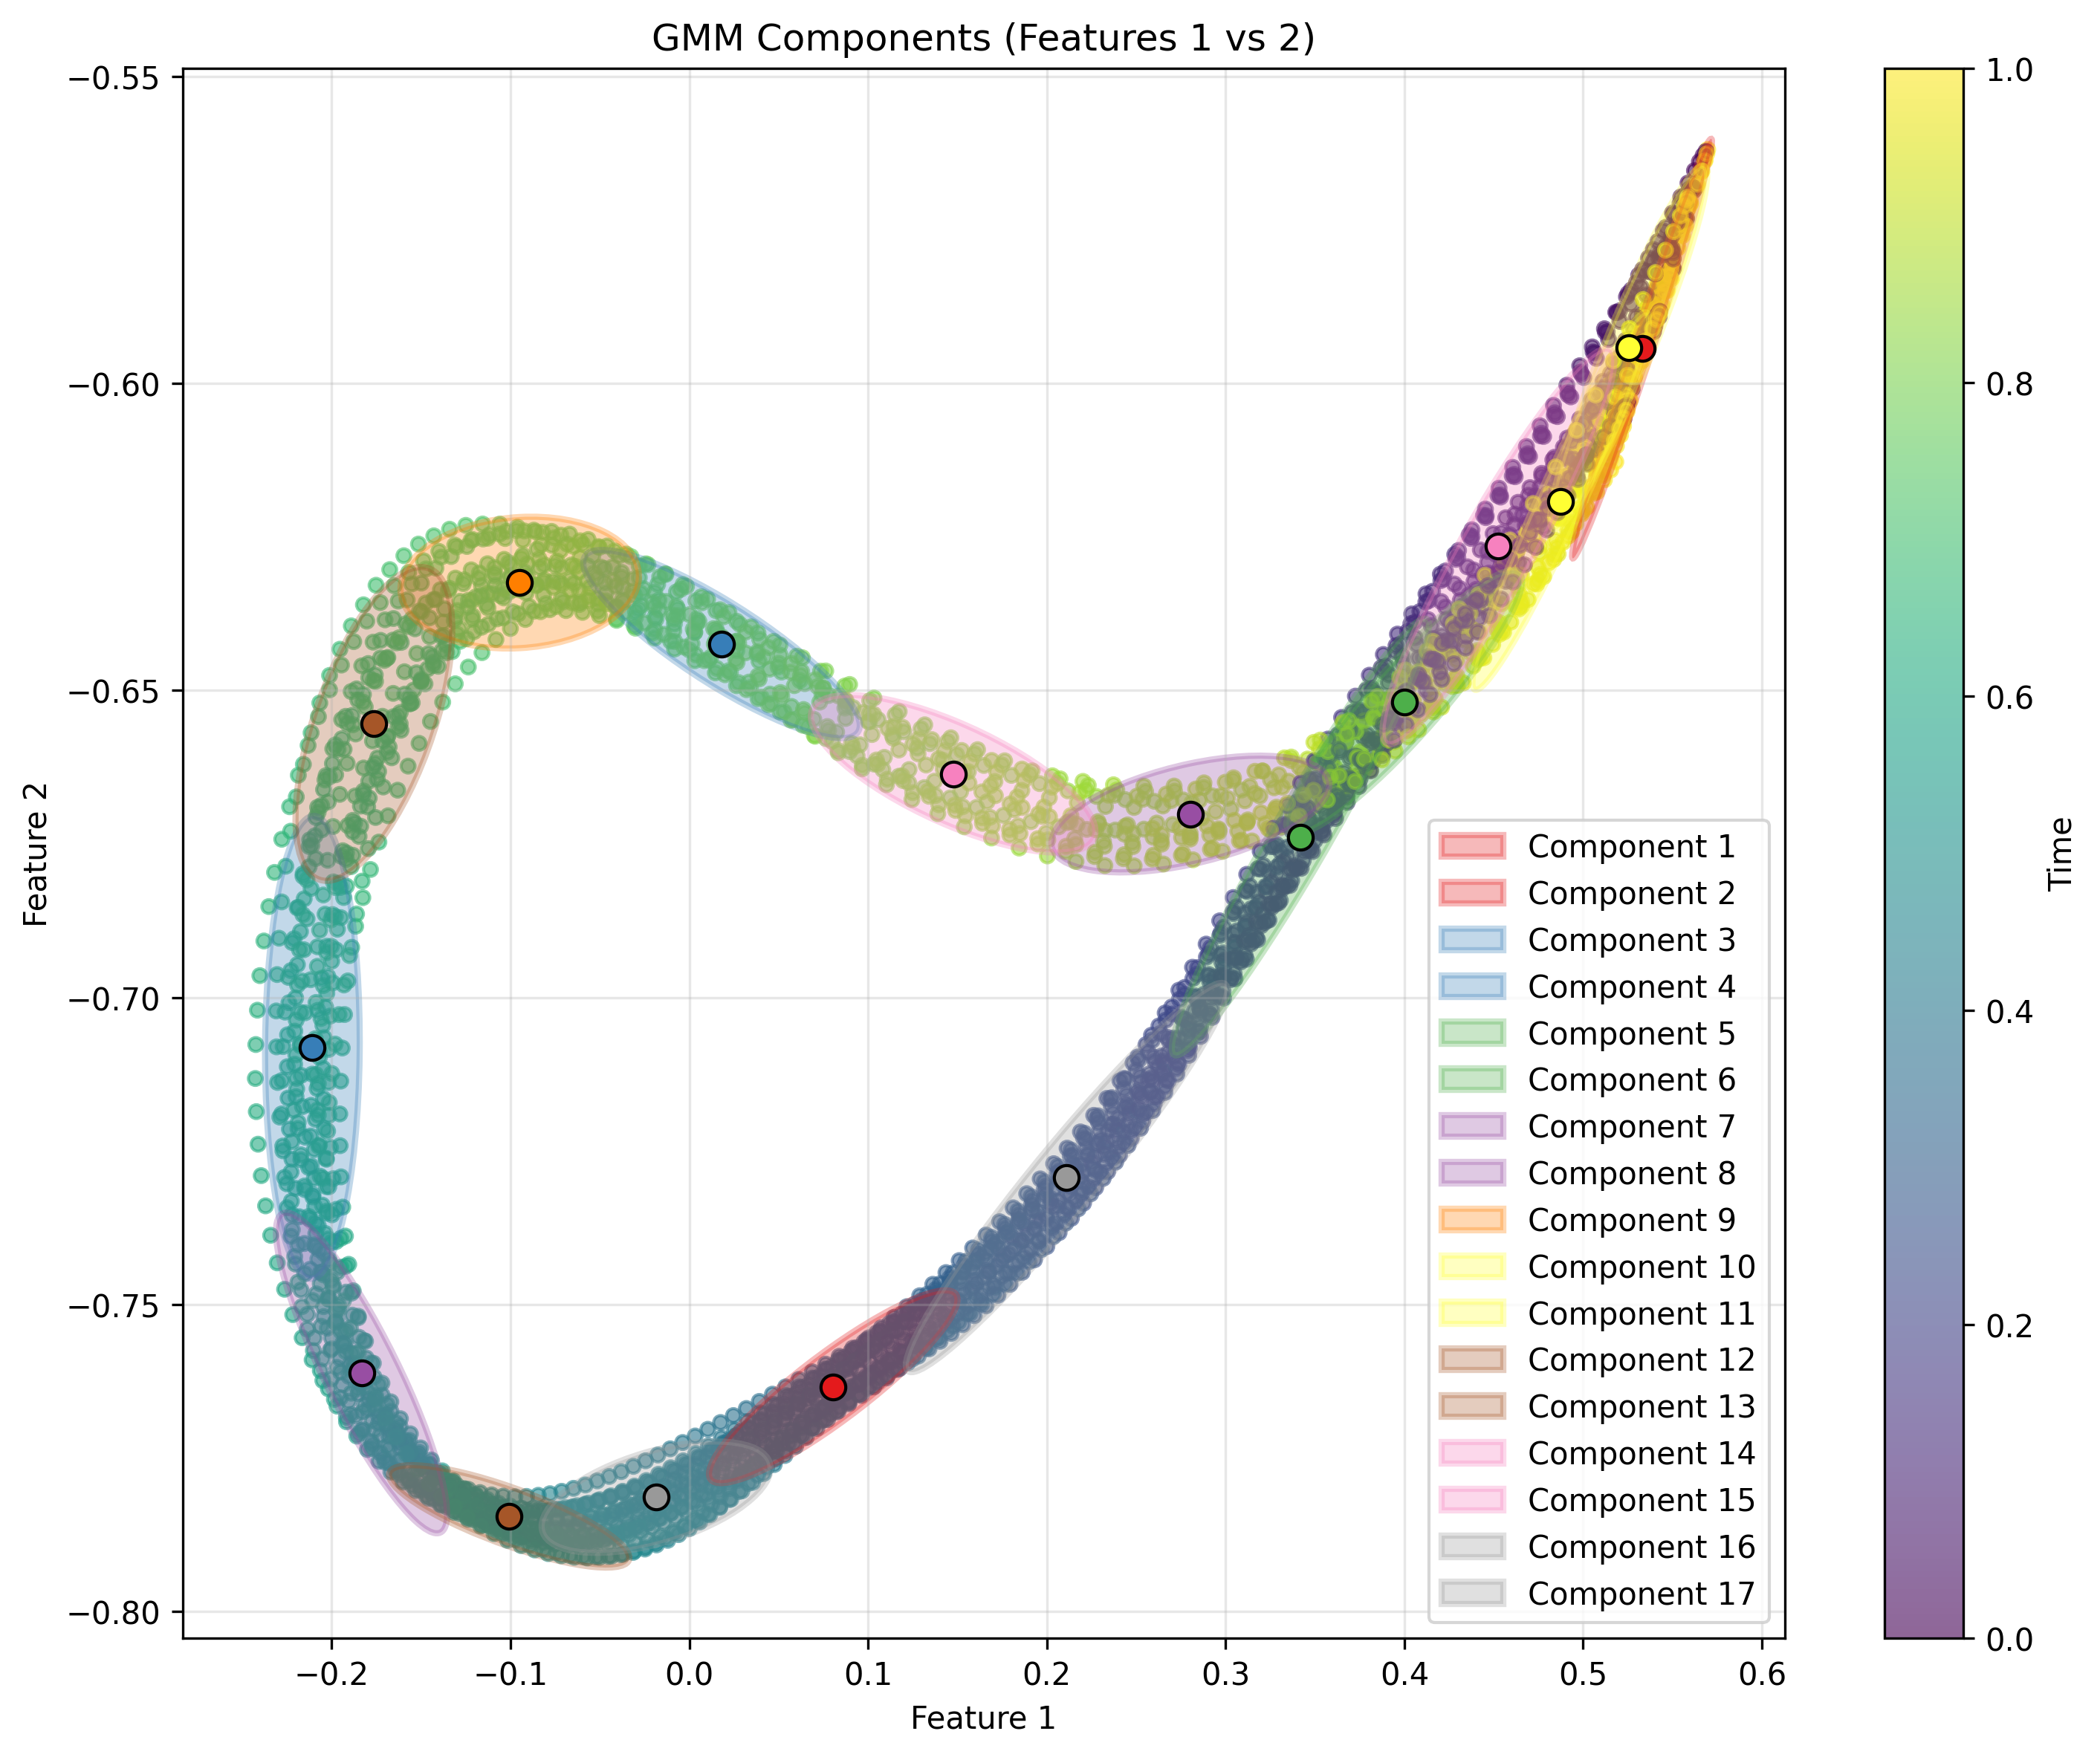 GMM Components (Features 1 vs 2)
−0.55
−0.60
−0.65
−0.70
−0.75
−0.80
Feature 2
−0.2
−0.1
0.0
0.1
0.2
0.3
0.4
0.5
0.6
Feature 1
Component 1
Component 2
Component 3
Component 4
Component 5
Component 6
Component 7
Component 8
Component 9
Component 10
Component 11
Component 12
Component 13
Component 14
Component 15
Component 16
Component 17
1.0
0.8
0.6
0.4
0.2
0.0
Time